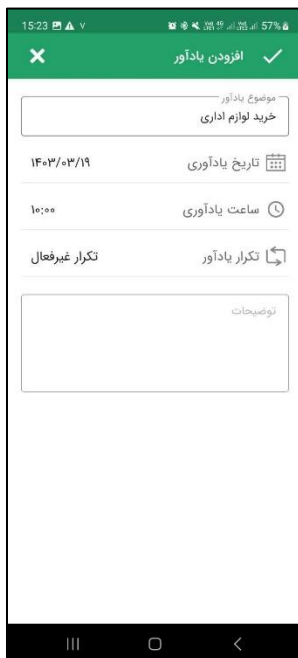 15:23 57%
افزودن یادآور
موضوع یادآور
خرید لوازم اداری
تاریخ یادآوری ۱۴۰۳/۰۳/۱۹
ساعت یادآوری ۱۰:۰۰
تکرار یادآور تکرار غیرفعال
توضیحات